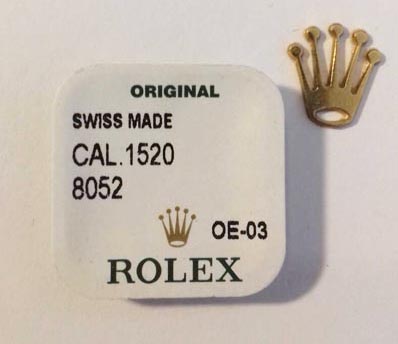 ORIGINAL
SWISS MADE
CAL.1520
8052
OE-03
ROLEX